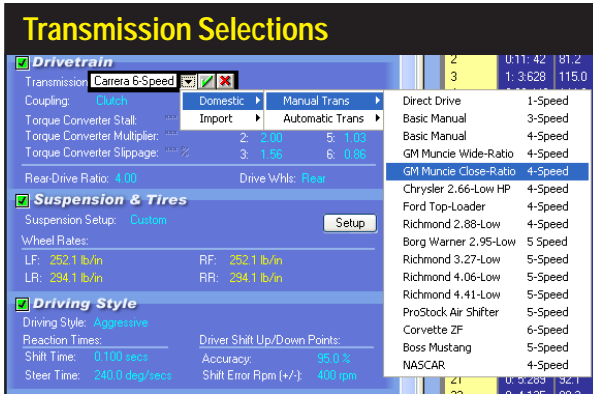 Transmission Selections
Drivetrain
Transmission Carrera 6-Speed
Coupling: Clutch
Torque Converter Stall: ***
Torque Converter Multiplier: ***
Torque Converter Slippage: *** %
2: 2.00 5: 1.03
3: 1.56 6: 0.86
Rear-Drive Ratio: 4.00 Drive Whls: Rear
Domestic Manual Trans
Import Automatic Trans
Direct Drive 1-Speed
Basic Manual 3-Speed
Basic Manual 4-Speed
GM Muncie Wide-Ratio 4-Speed
GM Muncie Close-Ratio 4-Speed
Chrysler 2.66-Low HP 4-Speed
Ford Top-Loader 4-Speed
Richmond 2.88-Low 4-Speed
Borg Warner 2.95-Low 5 Speed
Richmond 3.27-Low 5-Speed
Richmond 4.06-Low 5-Speed
Richmond 4.41-Low 5-Speed
ProStock Air Shifter 5-Speed
Corvette ZF 6-Speed
Boss Mustang 5-Speed
NASCAR 4-Speed
Suspension & Tires
Suspension Setup: Custom Setup
Wheel Rates:
LF: 252.1 lb/in RF: 252.1 lb/in
LR: 294.1 lb/in RR: 294.1 lb/in
Driving Style
Driving Style: Aggressive
Reaction Times: Driver Shift Up/Down Points:
Shift Time: 0.100 secs Accuracy: 95.0 %
Steer Time: 240.0 deg/secs Shift Error Rpm (+/-): 400 rpm
2 0:11: 42 81.2
3 1: 3:628 115.0
21 0: 5:289 92.1